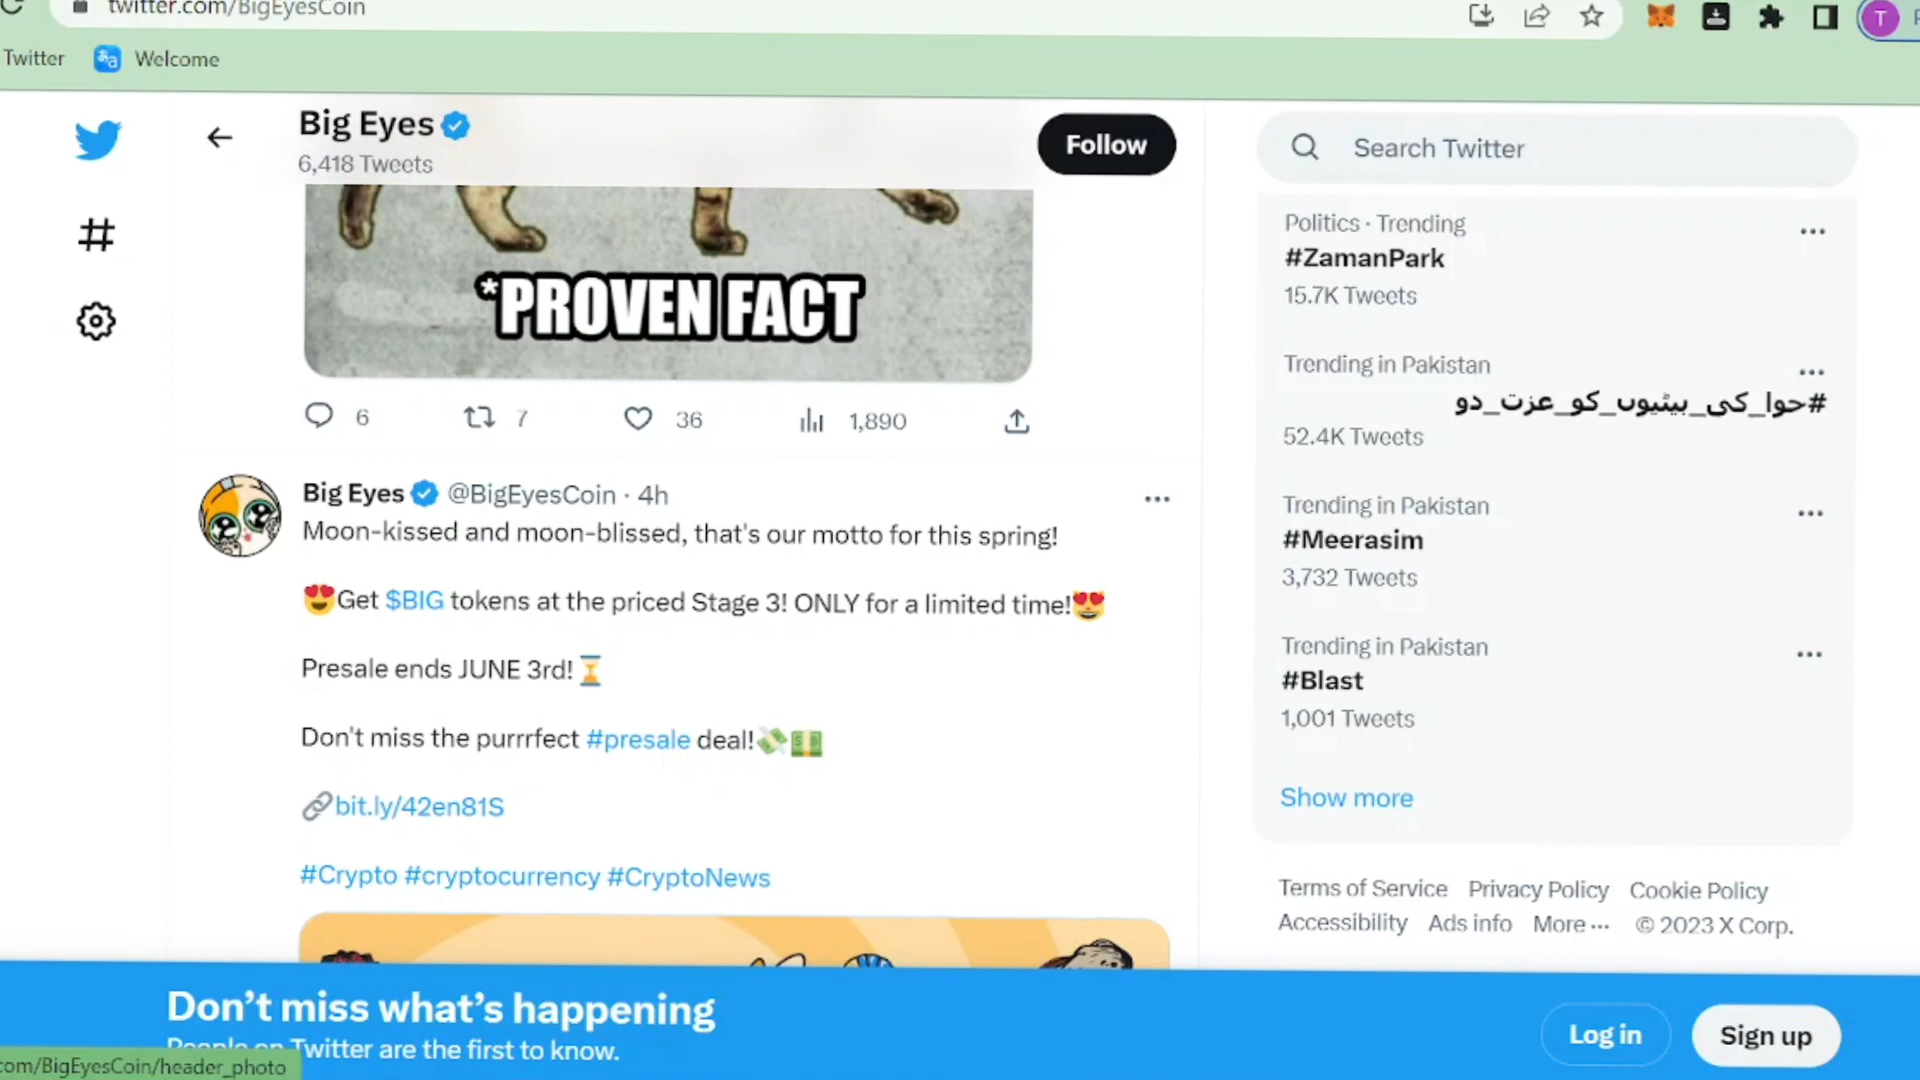 twitter.com/BigEyesCoin
T
Twitter
Welcome
Big Eyes
6,418 Tweets
Follow
*PROVEN FACT
6
7
36
1,890
Big Eyes @BigEyesCoin · 4h
Moon-kissed and moon-blissed, that's our motto for this spring!
😍Get $BIG tokens at the priced Stage 3! ONLY for a limited time!😻
Presale ends JUNE 3rd!⏳
Don't miss the purrrfect #presale deal!💸💵
🔗bit.ly/42en81S
#Crypto #cryptocurrency #CryptoNews
Search Twitter
Politics · Trending
#ZamanPark
15.7K Tweets
Trending in Pakistan
#حوا_کی_بیٹیوں_کو_عزت_دو
52.4K Tweets
Trending in Pakistan
#Meerasim
3,732 Tweets
Trending in Pakistan
#Blast
1,001 Tweets
Show more
Terms of Service Privacy Policy Cookie Policy
Accessibility Ads info More ··· © 2023 X Corp.
Don’t miss what’s happening
People on Twitter are the first to know.
Log in
Sign up
com/BigEyesCoin/header_photo